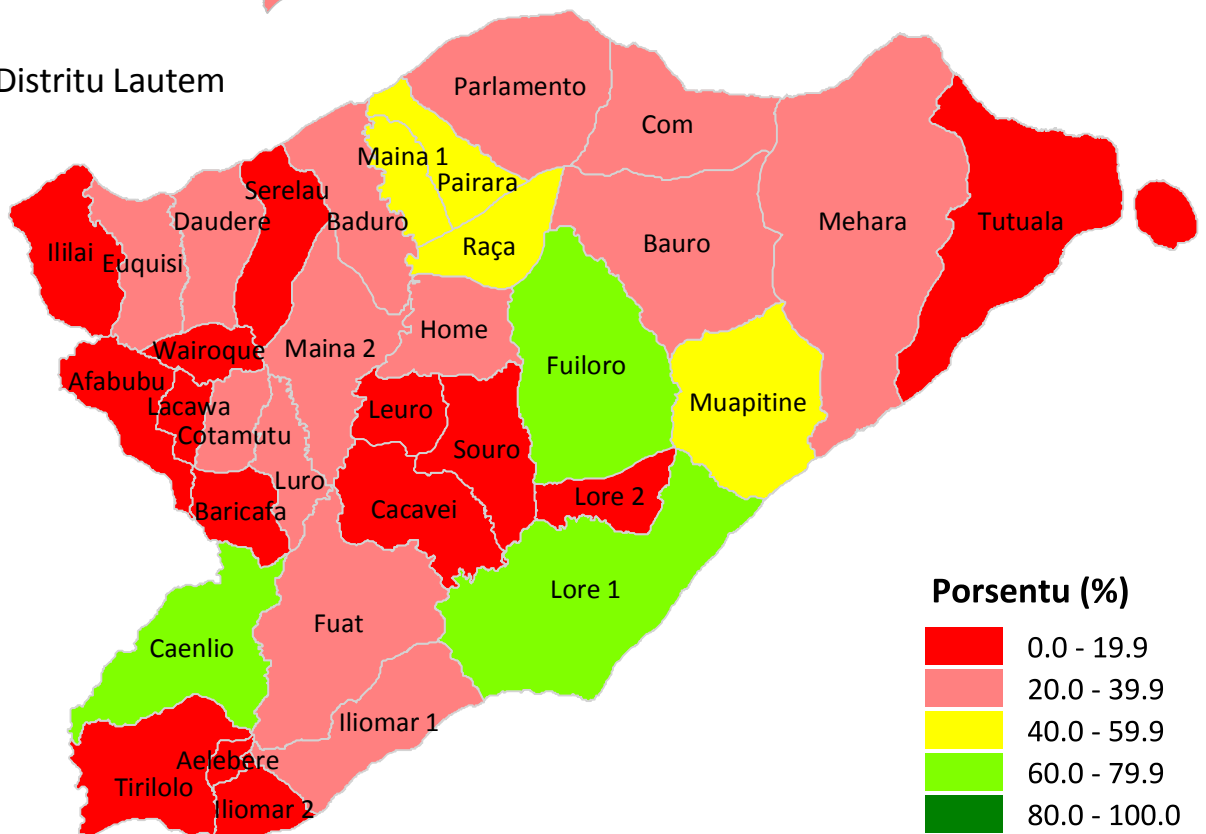 Distritu Lautem
Parlamento
Com
Maina 1
Pairara
Serelau
Daudere
Baduro
Mehara
Tutuala
Ililai
Euquisi
Raça
Bauro
Home
Wairoque
Maina 2
Fuiloro
Afabubu
Lacawa
Leuro
Muapitine
Cotamutu
Souro
Luro
Lore 2
Baricafa
Cacavei
Lore 1
Fuat
Caenlio
Iliomar 1
Aelebere
Tirilolo
Iliomar 2
Porsentu (%)
0.0 - 19.9
20.0 - 39.9
40.0 - 59.9
60.0 - 79.9
80.0 - 100.0